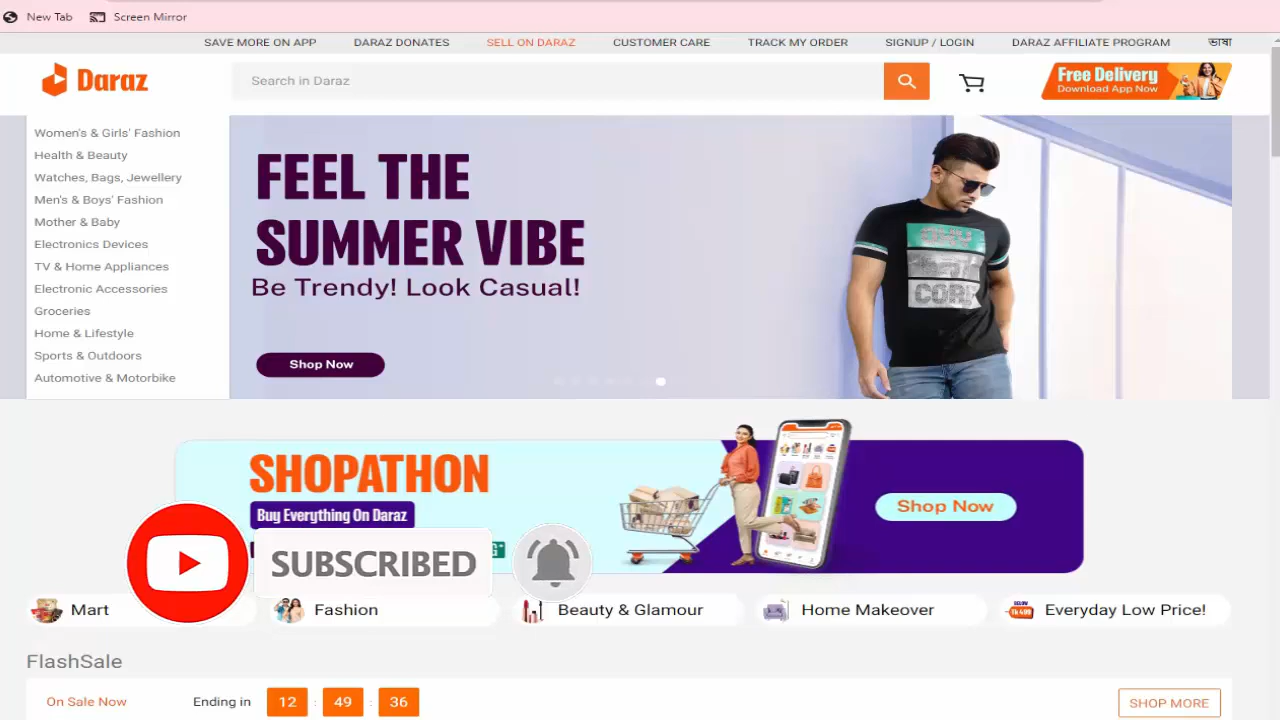 New Tab
Screen Mirror
SAVE MORE ON APP
DARAZ DONATES
SELL ON DARAZ
CUSTOMER CARE
TRACK MY ORDER
SIGNUP / LOGIN
DARAZ AFFILIATE PROGRAM
ভাষা
Daraz
Search in Daraz
Free Delivery
Download App Now
Women's & Girls' Fashion
Health & Beauty
Watches, Bags, Jewellery
Men's & Boys' Fashion
Mother & Baby
Electronics Devices
TV & Home Appliances
Electronic Accessories
Groceries
Home & Lifestyle
Sports & Outdoors
Automotive & Motorbike
FEEL THE
SUMMER VIBE
Be Trendy! Look Casual!
Shop Now
SHOPATHON
Buy Everything On Daraz
Shop Now
SUBSCRIBED
Mart
Fashion
Beauty & Glamour
Home Makeover
Everyday Low Price!
FlashSale
On Sale Now
Ending in
12 : 49 : 36
SHOP MORE